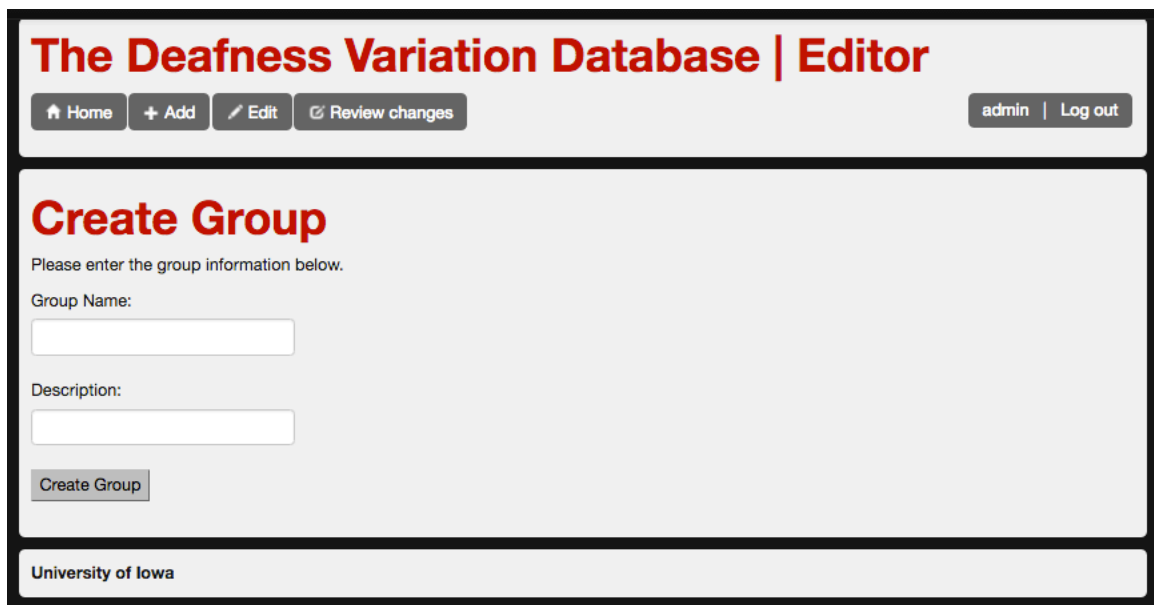 The Deafness Variation Database | Editor
Home + Add Edit Review changes admin | Log out
Create Group
Please enter the group information below.
Group Name:
Description:
Create Group
University of Iowa